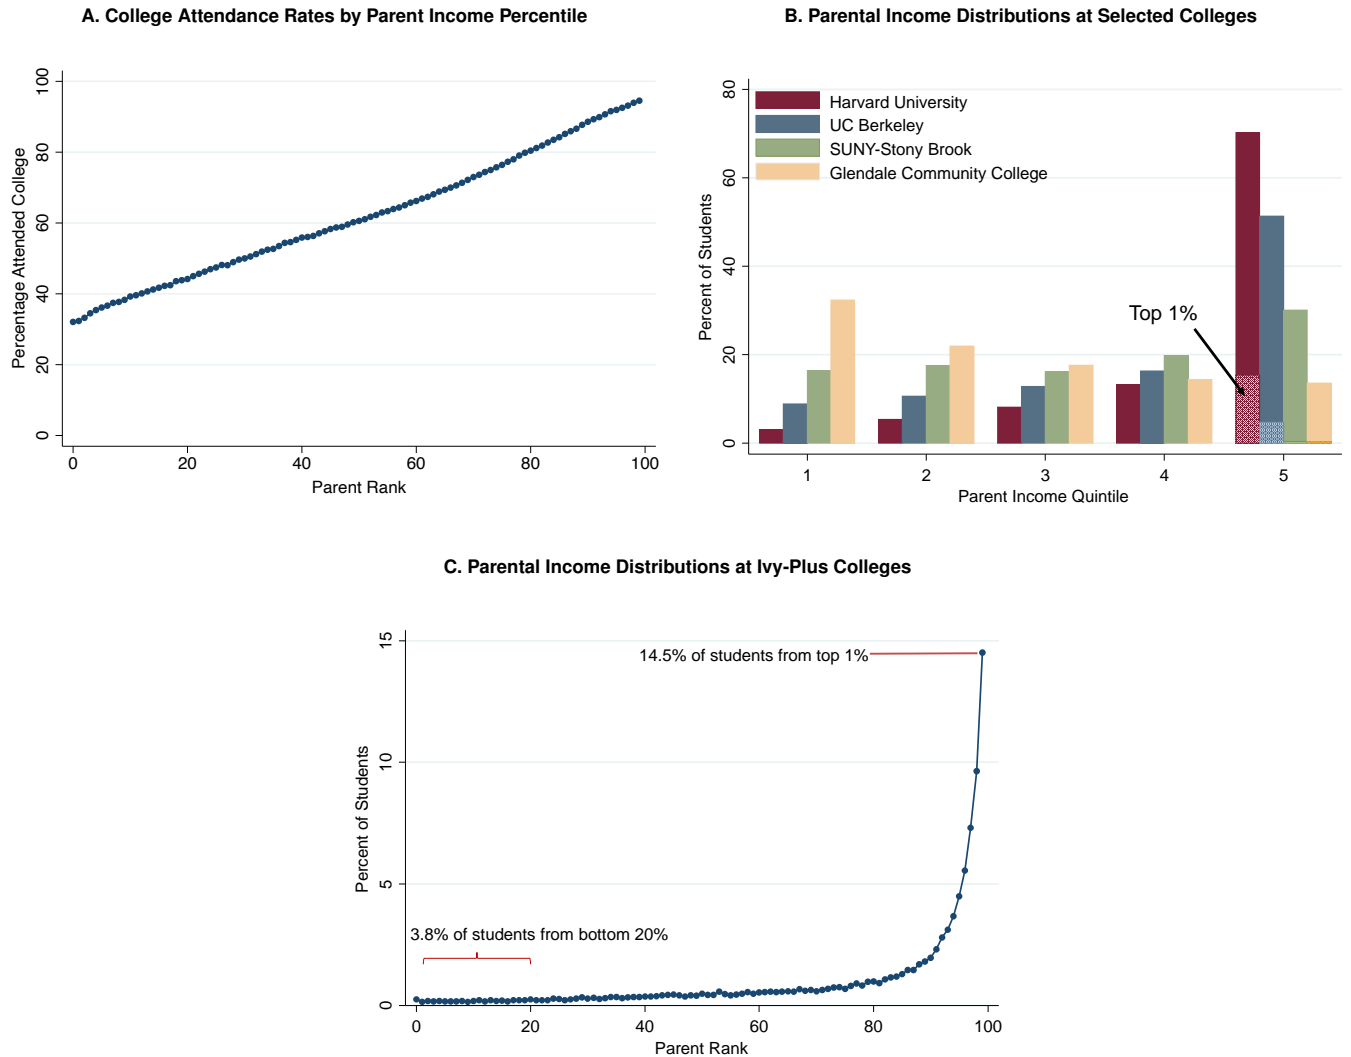 A. College Attendance Rates by Parent Income Percentile
Percentage Attended College
100
80
60
40
20
0
0 20 40 60 80 100
Parent Rank
B. Parental Income Distributions at Selected Colleges
Percent of Students
80
60
40
20
0
Harvard University
UC Berkeley
SUNY-Stony Brook
Glendale Community College
Top 1%
1 2 3 4 5
Parent Income Quintile
C. Parental Income Distributions at Ivy-Plus Colleges
Percent of Students
15
10
5
0
14.5% of students from top 1%
3.8% of students from bottom 20%
0 20 40 60 80 100
Parent Rank